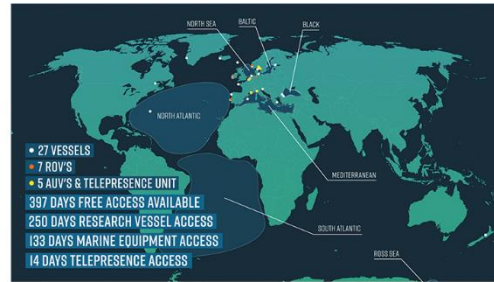 NORTH SEA
BALTIC
BLACK
NORTH ATLANTIC
MEDITERRANEAN
SOUTH ATLANTIC
ROSS SEA
27 VESSELS
7 ROV'S
5 AUV'S & TELEPRESENCE UNIT
397 DAYS FREE ACCESS AVAILABLE
250 DAYS RESEARCH VESSEL ACCESS
133 DAYS MARINE EQUIPMENT ACCESS
14 DAYS TELEPRESENCE ACCESS